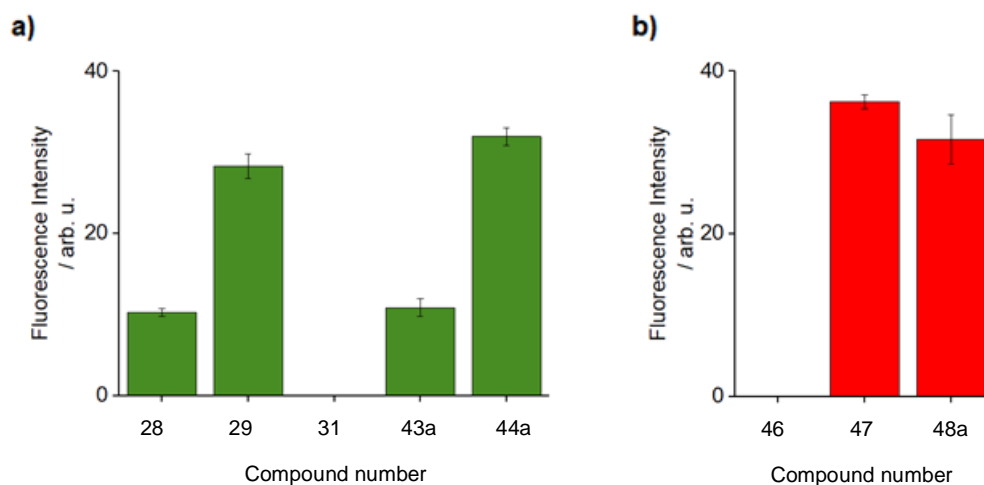 a)
40
20
0
Fluorescence Intensity
/ arb. u.
28 29 31 43a 44a
Compound number
b)
40
20
0
Fluorescence Intensity
/ arb. u.
46 47 48a
Compound number